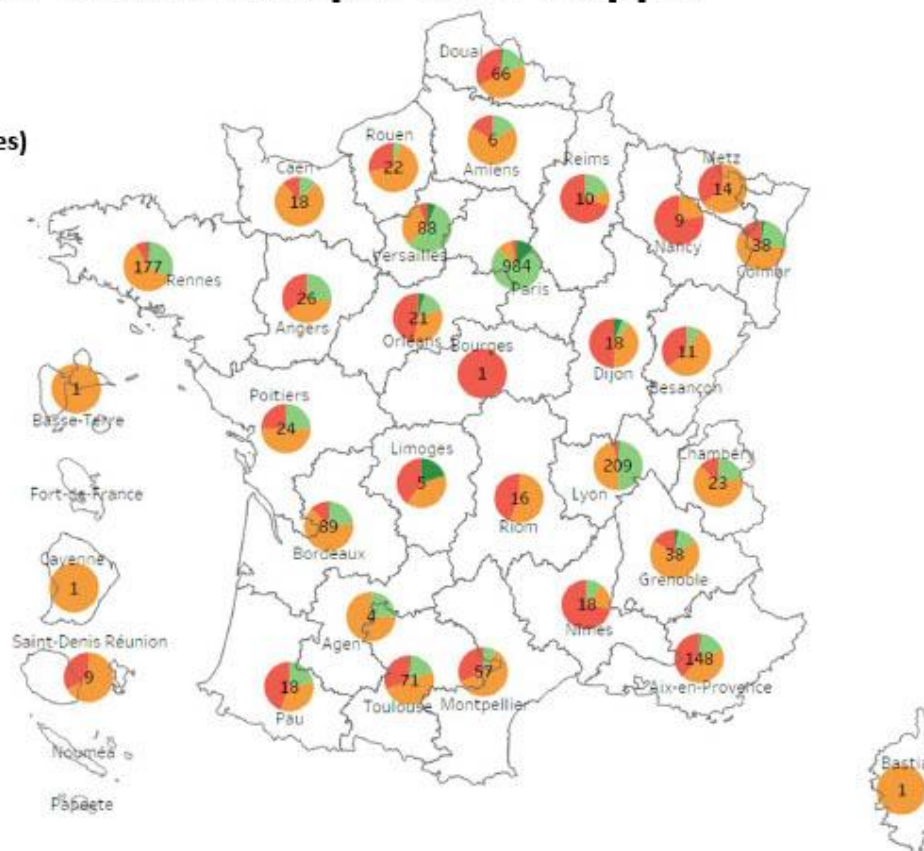 es)
Douai
66
Rouen
22
6
Amiens
Reims
10
Metz
14
9
Nancy
38
Colmar
Caen
18
88
Versailles
984
Paris
177
Rennes
26
Angers
21
Orléans
Bourges
1
18
Dijon
11
Besançon
1
Basse-Terre
Poitiers
24
Limoges
5
16
Riom
209
Lyon
Chambéry
23
Fort-de-France
89
Bordeaux
38
Grenoble
Cayenne
1
4
Agen
18
Nîmes
Saint-Denis Réunion
9
18
Pau
71
Toulouse
57
Montpellier
148
Aix-en-Provence
Nouméa
Papeete
Basti
1